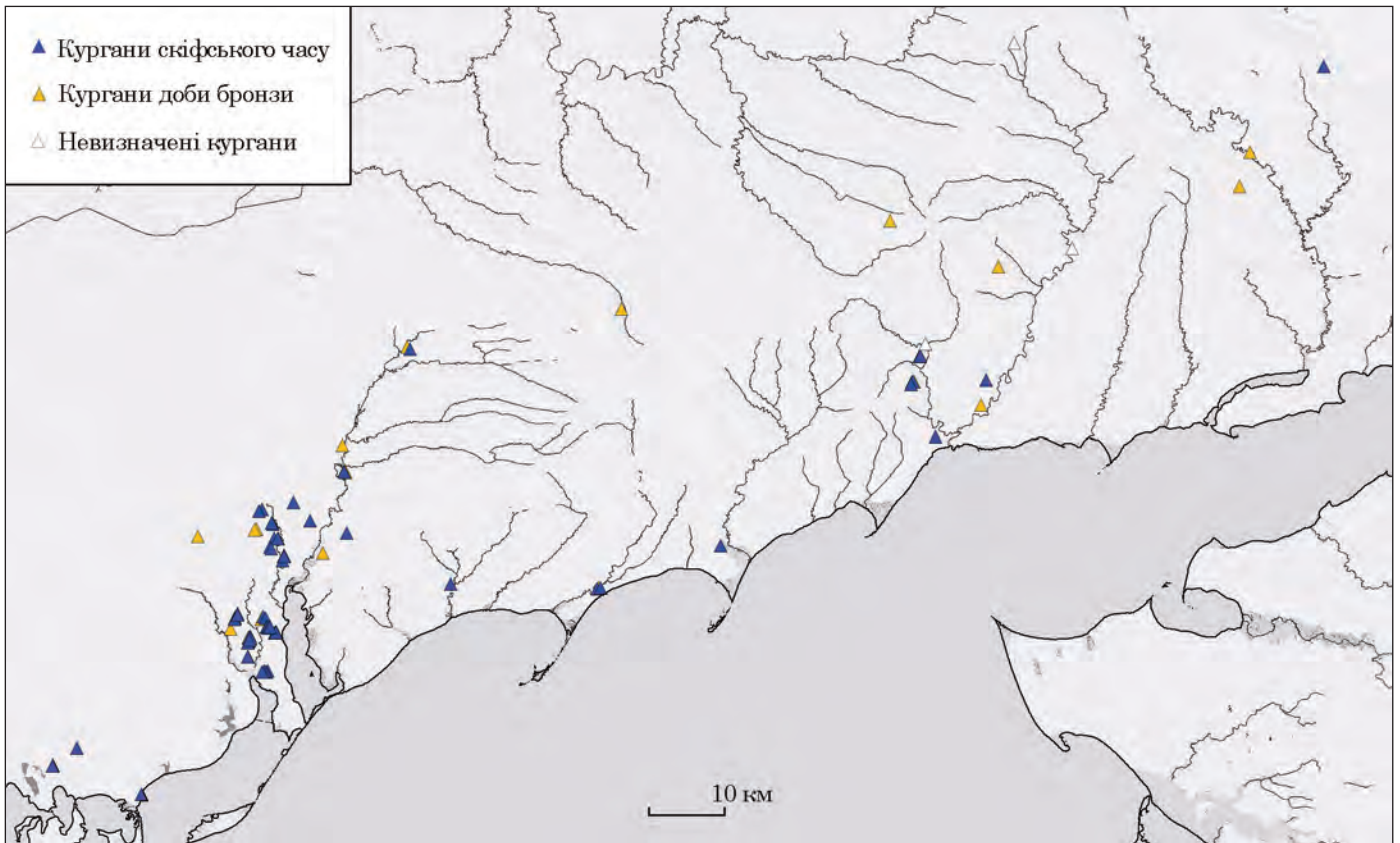 Кургани скіфського часу
Кургани доби бронзи
Невизначені кургани
10 км